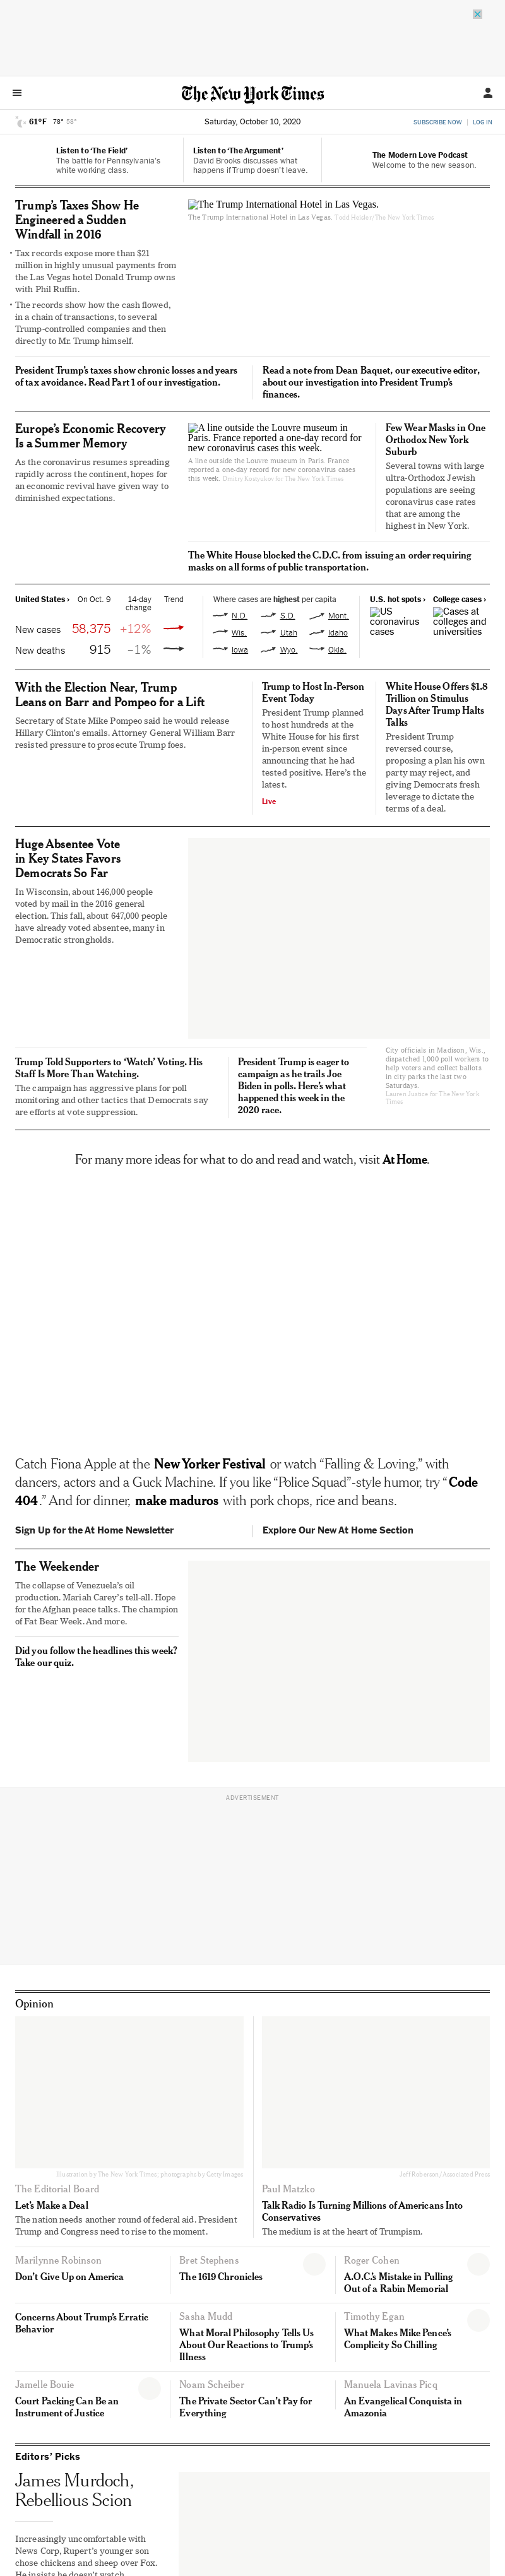 The New York Times
61°F 78° 58°
Saturday, October 10, 2020
SUBSCRIBE NOW
LOG IN
Listen to ‘The Field’
The battle for Pennsylvania’s
white working class.
Listen to ‘The Argument’
David Brooks discusses what
happens if Trump doesn’t leave.
The Modern Love Podcast
Welcome to the new season.
Trump’s Taxes Show He
Engineered a Sudden
Windfall in 2016
• Tax records expose more than $21
million in highly unusual payments from
the Las Vegas hotel Donald Trump owns
with Phil Ruffin.
• The records show how the cash flowed,
in a chain of transactions, to several
Trump-controlled companies and then
directly to Mr. Trump himself.
The Trump International Hotel in Las Vegas.
The Trump International Hotel in Las Vegas. Todd Heisler/The New York Times
President Trump’s taxes show chronic losses and years
of tax avoidance. Read Part 1 of our investigation.
Read a note from Dean Baquet, our executive editor,
about our investigation into President Trump’s
finances.
Europe’s Economic Recovery
Is a Summer Memory
As the coronavirus resumes spreading
rapidly across the continent, hopes for
an economic revival have given way to
diminished expectations.
A line outside the Louvre museum in
Paris. France reported a one-day record for
new coronavirus cases this week.
A line outside the Louvre museum in Paris. France
reported a one-day record for new coronavirus cases
this week. Dmitry Kostyukov for The New York Times
Few Wear Masks in One
Orthodox New York
Suburb
Several towns with large
ultra-Orthodox Jewish
populations are seeing
coronavirus case rates
that are among the
highest in New York.
The White House blocked the C.D.C. from issuing an order requiring
masks on all forms of public transportation.
United States › On Oct. 9 14-day
change Trend
New cases 58,375 +12%
New deaths 915 –1%
Where cases are highest per capita
N.D. S.D. Mont.
Wis. Utah Idaho
Iowa Wyo. Okla.
U.S. hot spots ›
US
coronavirus
cases
College cases ›
Cases at
colleges and
universities
With the Election Near, Trump
Leans on Barr and Pompeo for a Lift
Secretary of State Mike Pompeo said he would release
Hillary Clinton’s emails. Attorney General William Barr
resisted pressure to prosecute Trump foes.
Trump to Host In-Person
Event Today
President Trump planned
to host hundreds at the
White House for his first
in-person event since
announcing that he had
tested positive. Here’s the
latest.
Live
White House Offers $1.8
Trillion on Stimulus
Days After Trump Halts
Talks
President Trump
reversed course,
proposing a plan his own
party may reject, and
giving Democrats fresh
leverage to dictate the
terms of a deal.
Huge Absentee Vote
in Key States Favors
Democrats So Far
In Wisconsin, about 146,000 people
voted by mail in the 2016 general
election. This fall, about 647,000 people
have already voted absentee, many in
Democratic strongholds.
City officials in Madison, Wis.,
dispatched 1,000 poll workers to
help voters and collect ballots
in city parks the last two
Saturdays.
Lauren Justice for The New York
Times
Trump Told Supporters to ‘Watch’ Voting. His
Staff Is More Than Watching.
The campaign has aggressive plans for poll
monitoring and other tactics that Democrats say
are efforts at vote suppression.
President Trump is eager to
campaign as he trails Joe
Biden in polls. Here’s what
happened this week in the
2020 race.
For many more ideas for what to do and read and watch, visit At Home.
Catch Fiona Apple at the New Yorker Festival or watch “Falling & Loving,” with
dancers, actors and a Guck Machine. If you like “Police Squad”-style humor, try “Code
404.” And for dinner, make maduros with pork chops, rice and beans.
Sign Up for the At Home Newsletter
Explore Our New At Home Section
The Weekender
The collapse of Venezuela’s oil
production. Mariah Carey’s tell-all. Hope
for the Afghan peace talks. The champion
of Fat Bear Week. And more.
Did you follow the headlines this week?
Take our quiz.
ADVERTISEMENT
Opinion
Illustration by The New York Times; photographs by Getty Images
The Editorial Board
Let’s Make a Deal
The nation needs another round of federal aid. President
Trump and Congress need to rise to the moment.
Jeff Roberson/Associated Press
Paul Matzko
Talk Radio Is Turning Millions of Americans Into
Conservatives
The medium is at the heart of Trumpism.
Marilynne Robinson
Don’t Give Up on America
Bret Stephens
The 1619 Chronicles
Roger Cohen
A.O.C.’s Mistake in Pulling
Out of a Rabin Memorial
Concerns About Trump’s Erratic
Behavior
Sasha Mudd
What Moral Philosophy Tells Us
About Our Reactions to Trump’s
Illness
Timothy Egan
What Makes Mike Pence’s
Complicity So Chilling
Jamelle Bouie
Court Packing Can Be an
Instrument of Justice
Noam Scheiber
The Private Sector Can’t Pay for
Everything
Manuela Lavinas Picq
An Evangelical Conquista in
Amazonia
Editors’ Picks
James Murdoch,
Rebellious Scion
Increasingly uncomfortable with
News Corp, Rupert’s younger son
chose chickens and sheep over Fox.
He insists he doesn’t watch